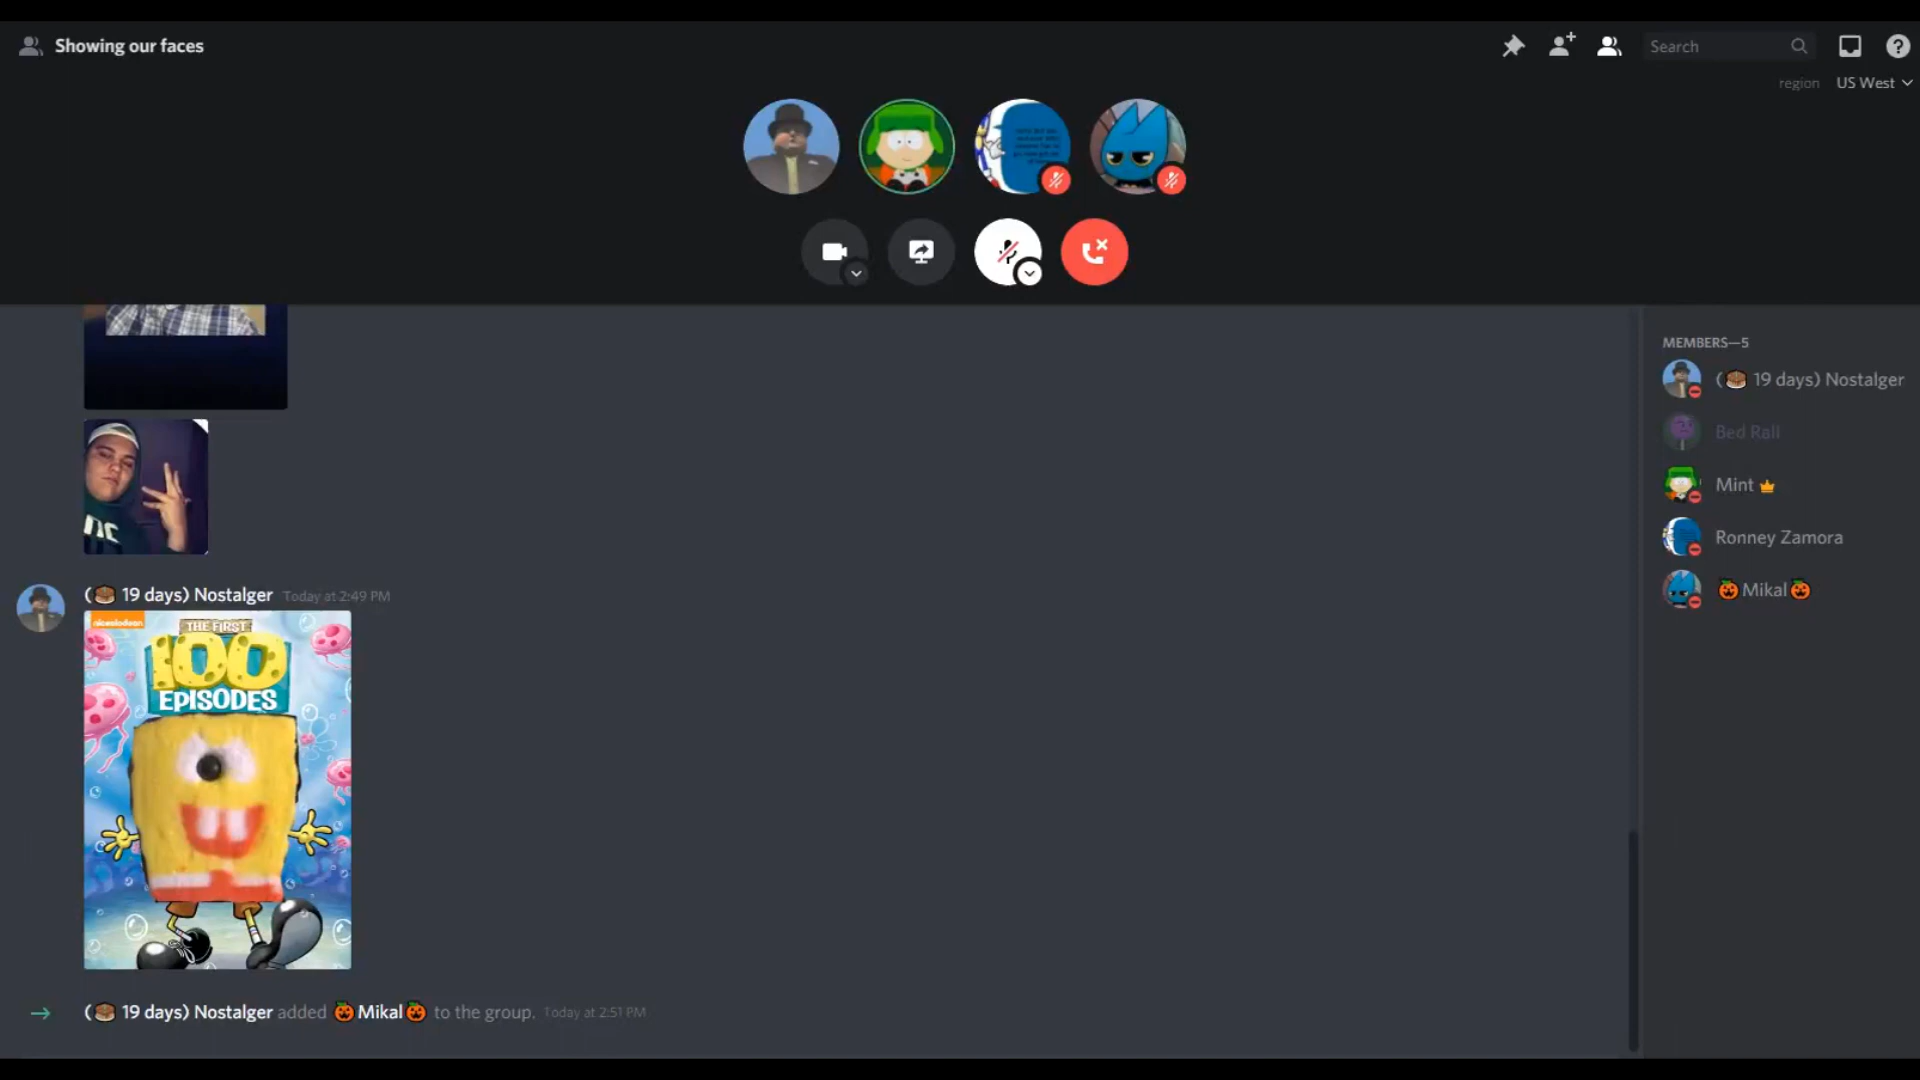 Showing our faces
Search
region US West
MEMBERS—5
( 19 days) Nostalger
Bed Rall
Mint
Ronney Zamora
Mikal
( 19 days) Nostalger Today at 2:49 PM
nickelodeon
THE FIRST
100
EPISODES
( 19 days) Nostalger added Mikal to the group. Today at 2:51 PM